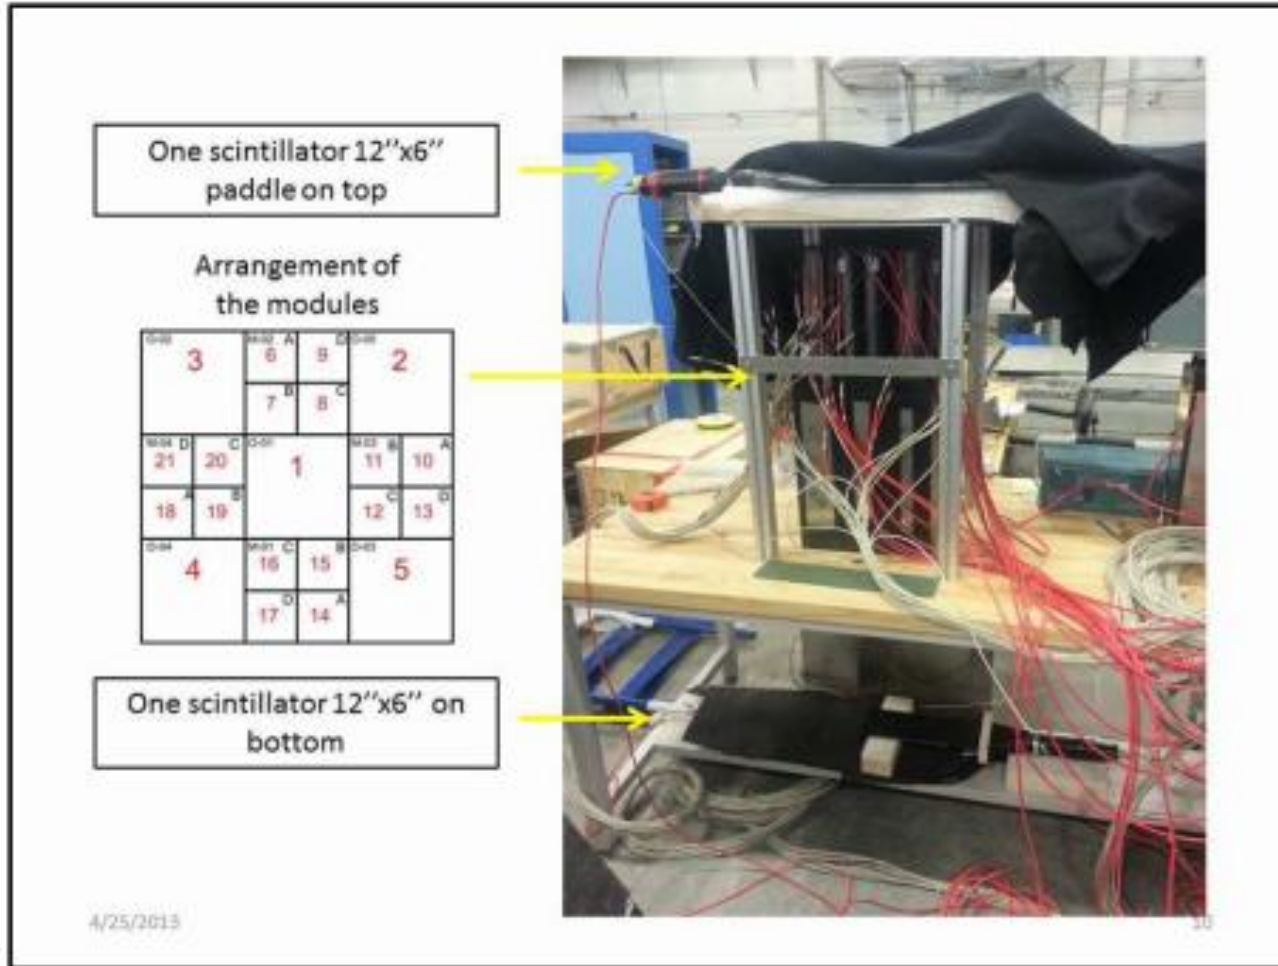 One scintillator 12''x6''
paddle on top
Arrangement of
the modules
3
A D
6 9
2
B C
7 8
D C
21 20
1
B A
11 10
A B
18 19
C D
12 13
4
C B
16 15
5
D A
17 14
One scintillator 12''x6'' on
bottom
4/25/2013
10